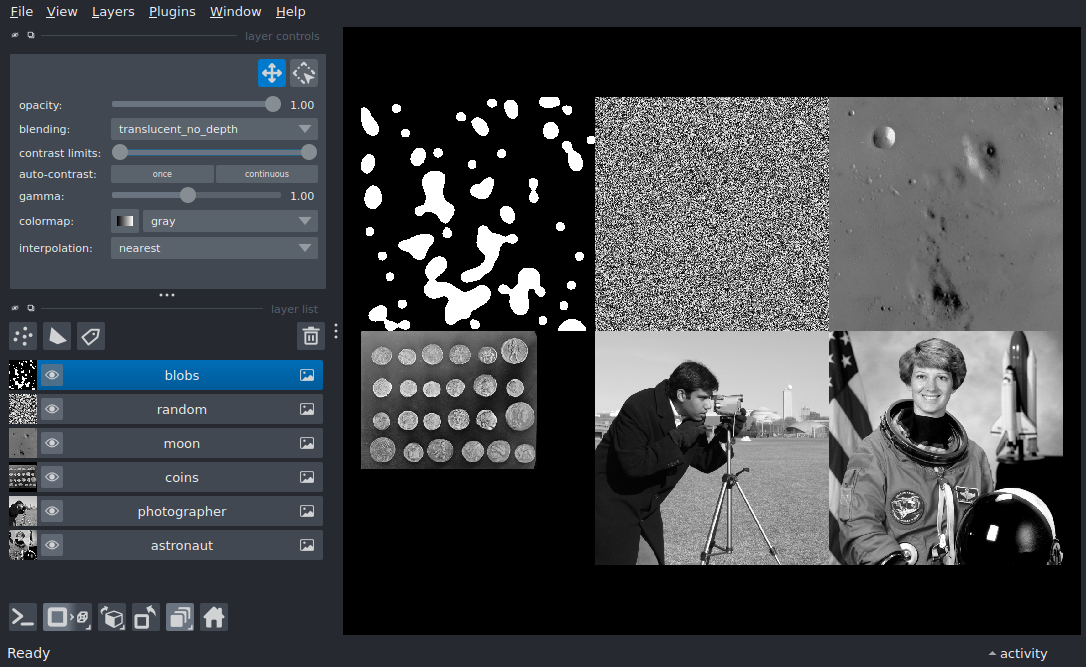 File View Layers Plugins Window Help
layer controls
opacity: 1.00
blending: translucent_no_depth
contrast limits:
auto-contrast: once continuous
gamma: 1.00
colormap: gray
interpolation: nearest
layer list
blobs
random
moon
coins
photographer
astronaut
Ready activity